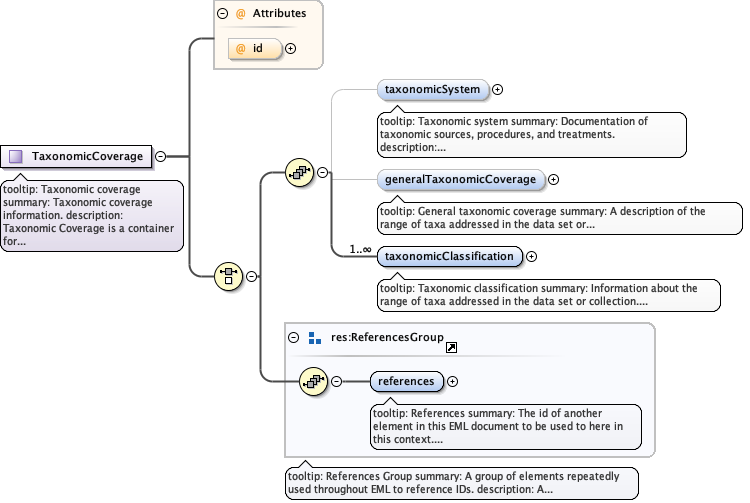 @ Attributes
@ id
taxonomicSystem
tooltip: Taxonomic system summary: Documentation of
taxonomic sources, procedures, and treatments.
description:...
TaxonomicCoverage
tooltip: Taxonomic coverage
summary: Taxonomic coverage
information. description:
Taxonomic Coverage is a container
for...
generalTaxonomicCoverage
tooltip: General taxonomic coverage summary: A description of the
range of taxa addressed in the data set or...
1..∞
taxonomicClassification
tooltip: Taxonomic classification summary: Information about the
range of taxa addressed in the data set or collection....
res:ReferencesGroup
references
tooltip: References summary: The id of another
element in this EML document to be used to here in
this context....
tooltip: References Group summary: A group of elements repeatedly
used throughout EML to reference IDs. description: A...